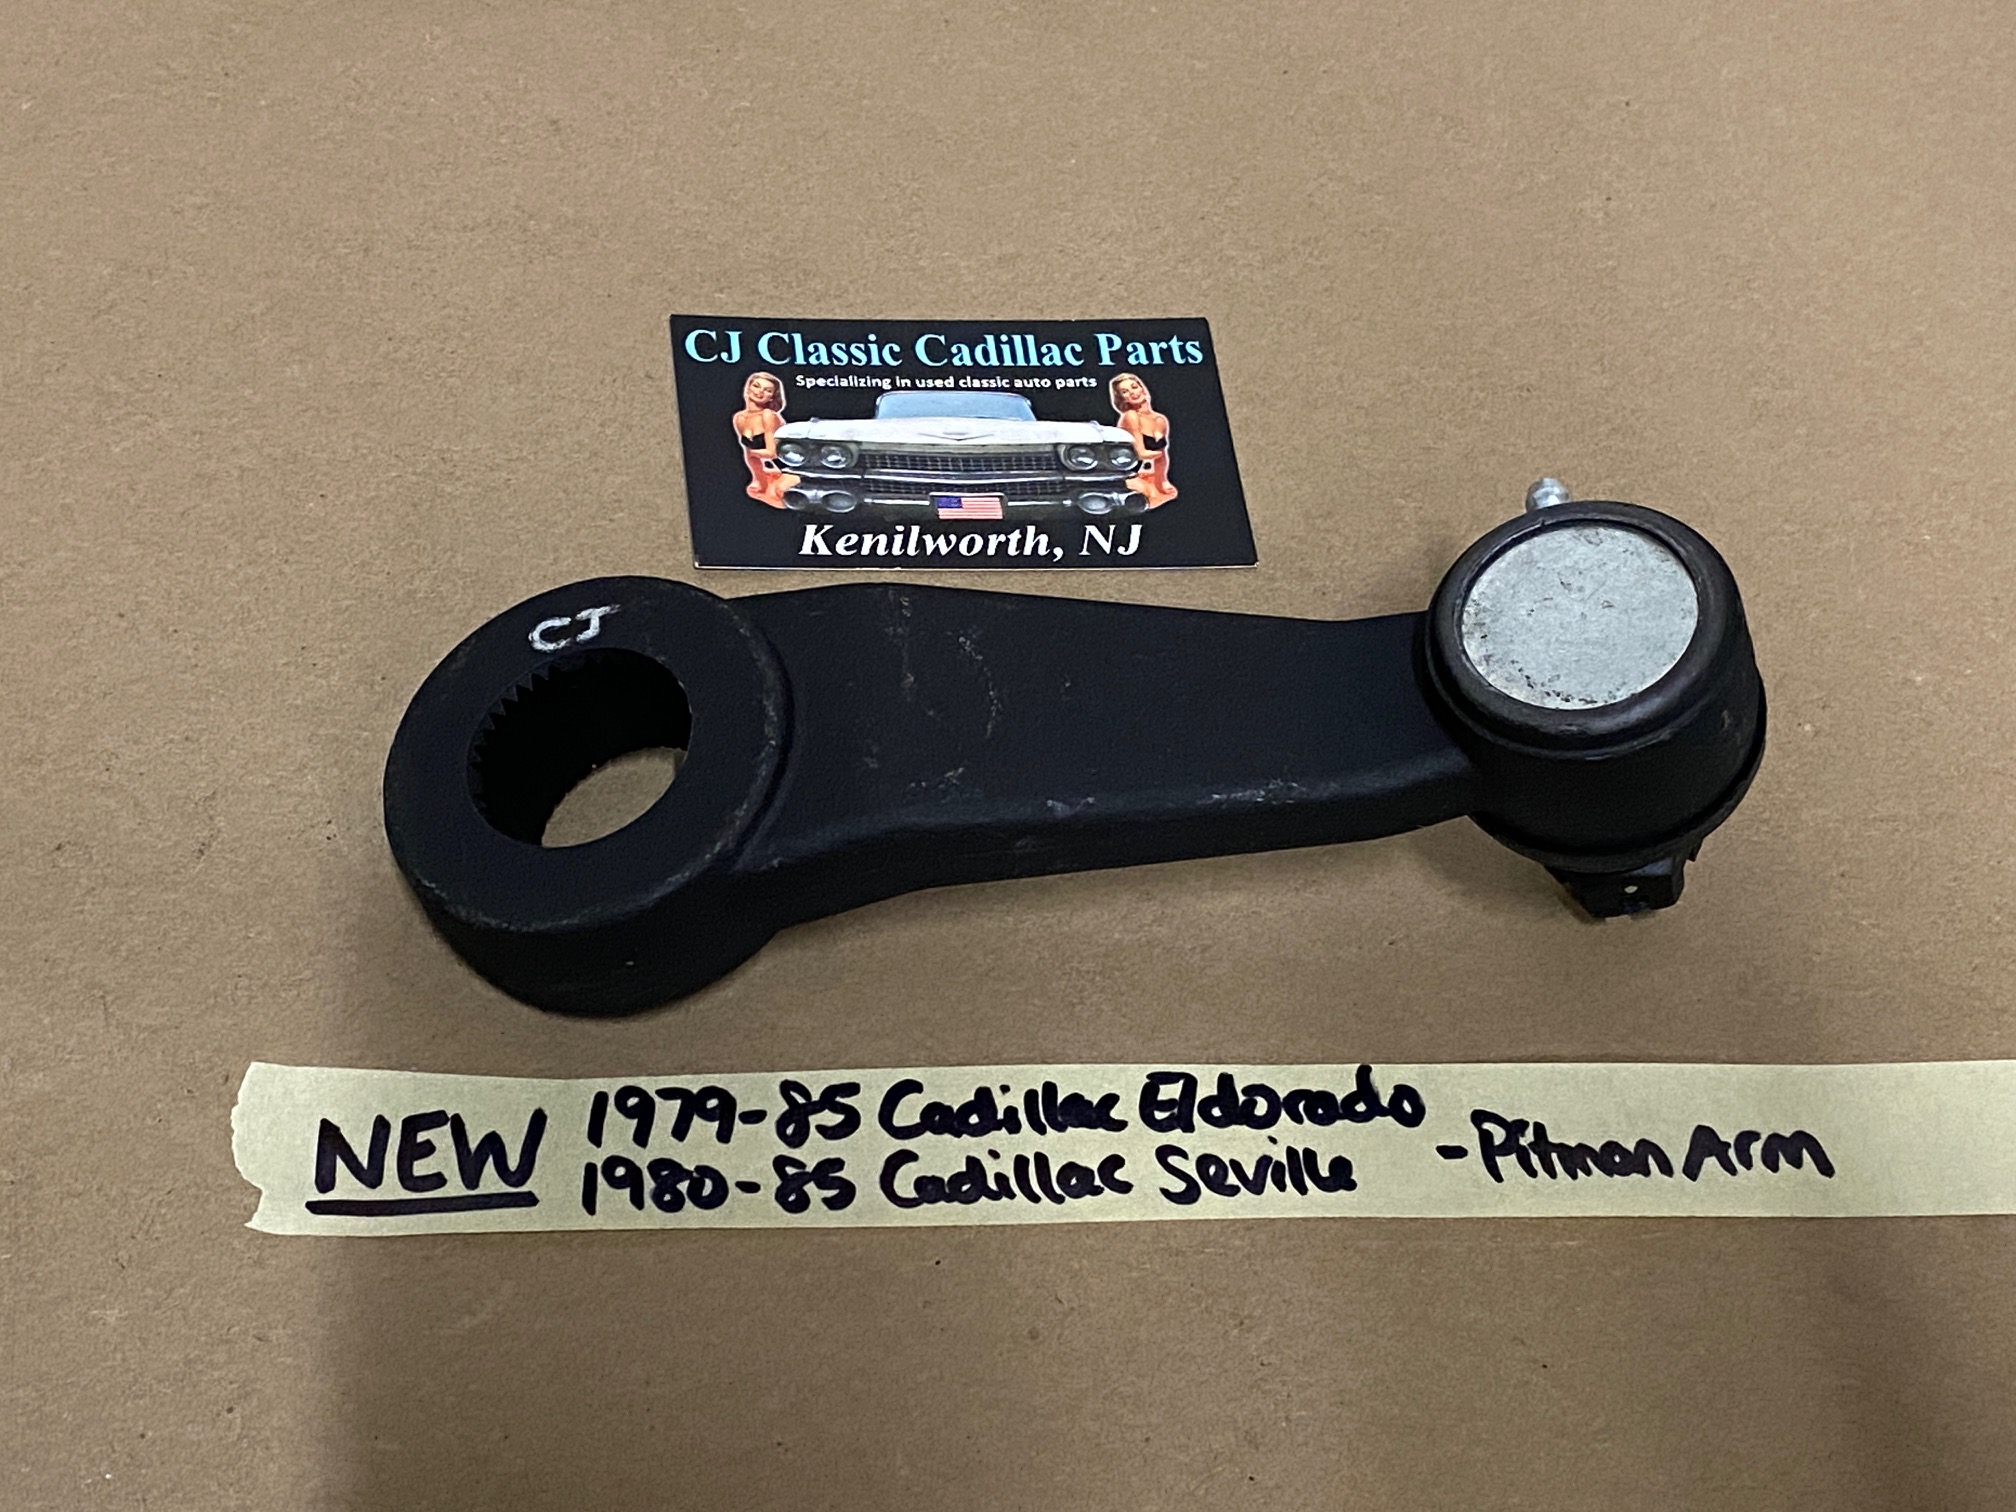 CJ Classic Cadillac Parts
Specializing in used classic auto parts
Kenilworth, NJ
CJ
NEW 1979-85 Cadillac Eldorado
1980-85 Cadillac Seville - Pitman Arm